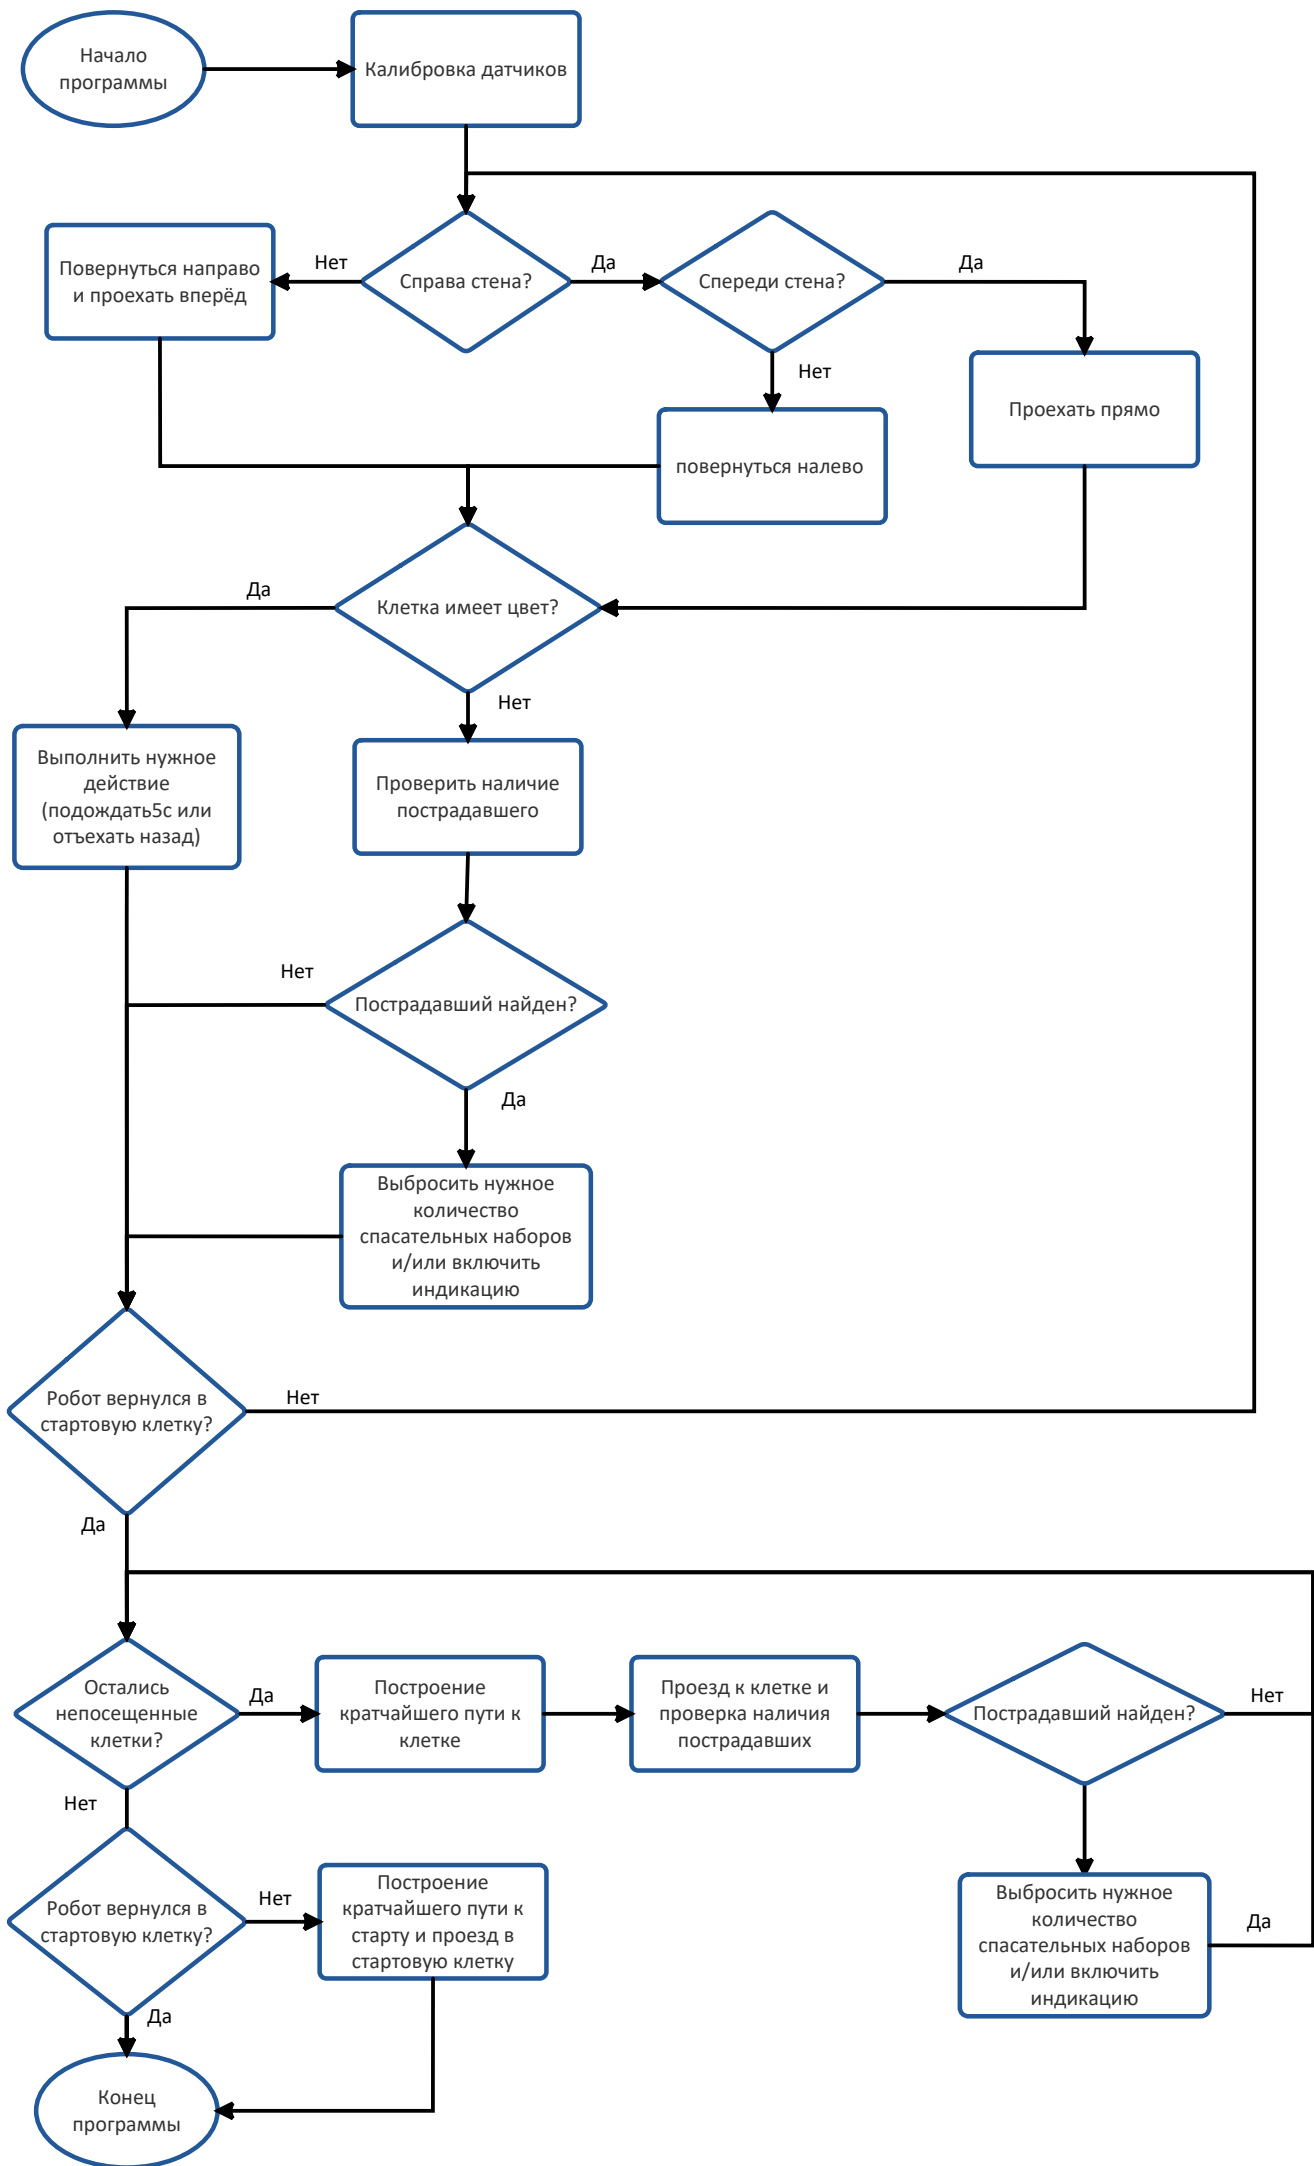 Начало
программы
Калибровка датчиков
Повернуться направо
и проехать вперёд
Нет
Справа стена?
Да
Спереди стена?
Да
Нет
Проехать прямо
повернуться налево
Да
Клетка имеет цвет?
Нет
Выполнить нужное
действие
(подождать5с или
отъехать назад)
Проверить наличие
пострадавшего
Нет
Пострадавший найден?
Да
Выбросить нужное
количество
спасательных наборов
и/или включить
индикацию
Робот вернулся в
стартовую клетку?
Нет
Да
Остались
непосещенные
клетки?
Да
Построение
кратчайшего пути к
клетке
Проезд к клетке и
проверка наличия
пострадавших
Пострадавший найден?
Нет
Нет
Робот вернулся в
стартовую клетку?
Нет
Построение
кратчайшего пути к
старту и проезд в
стартовую клетку
Выбросить нужное
количество
спасательных наборов
и/или включить
индикацию
Да
Да
Конец
программы